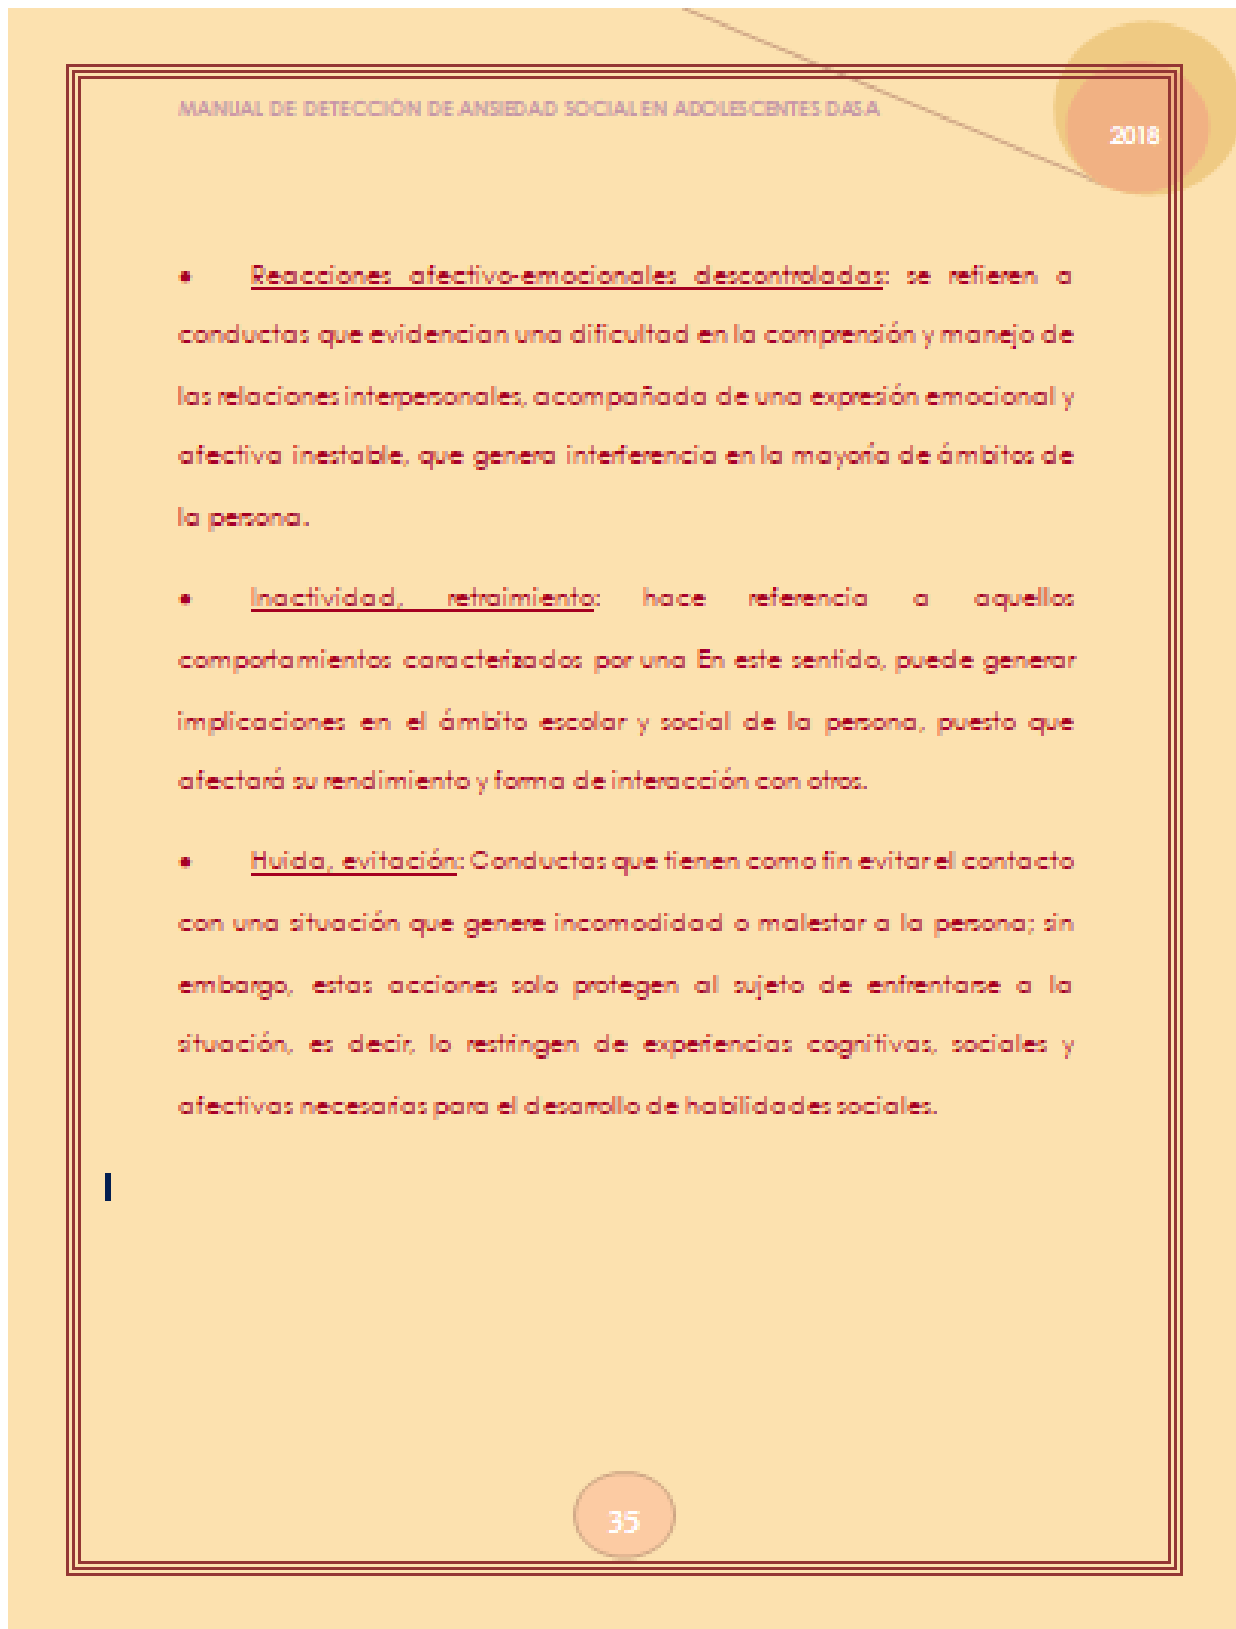 MANUAL DE DETECCIÓN DE ANSIEDAD SOCIAL EN ADOLESCENTES DASA
2018
• Reacciones afectivo-emocionales descontroladas: se refieren a
conductas que evidencian una dificultad en la comprensión y manejo de
las relaciones interpersonales, acompañada de una expresión emocional y
afectiva inestable, que genera interferencia en la mayoría de ámbitos de
la persona.
• Inactividad, retraimiento: hace referencia a aquellos
comportamientos caracterizados por una En este sentido, puede generar
implicaciones en el ámbito escolar y social de la persona, puesto que
afectará su rendimiento y forma de interacción con otros.
• Huida, evitación: Conductas que tienen como fin evitar el contacto
con una situación que genere incomodidad o malestar a la persona; sin
embargo, estas acciones solo protegen al sujeto de enfrentarse a la
situación, es decir, lo restringen de experiencias cognitivas, sociales y
afectivas necesarias para el desarrollo de habilidades sociales.
35